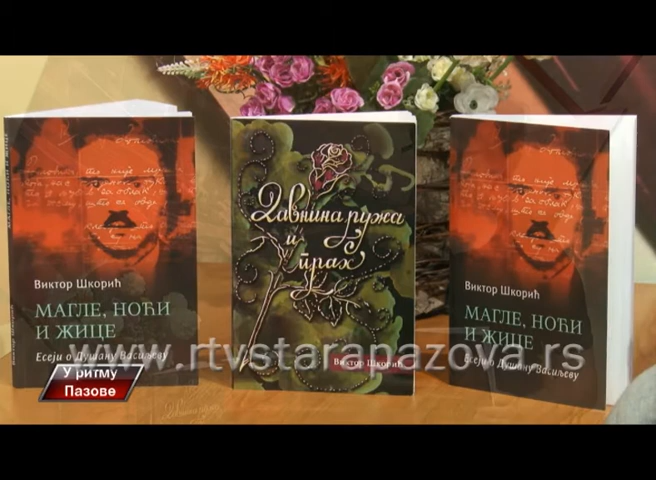 Виктор Шкорић
МАГЛЕ, НОЋИ
И ЖИЦЕ
Есеји о Душану Васиљеву
Давнина ружа
и
прах
Виктор Шкорић
Виктор Шкорић
МАГЛЕ, НОЋИ
И ЖИЦЕ
Есеји о Душану Васиљеву
www.rtvstarapazova.rs
У ритму
Пазове